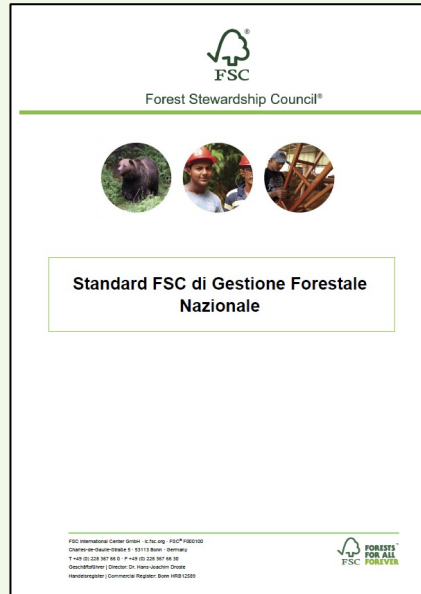 FSC
Forest Stewardship Council®
Standard FSC di Gestione Forestale
Nazionale
FSC International Center GmbH · ic.fsc.org · FSC® F000100
Charles-de-Gaulle-Straße 5 · 53113 Bonn · Germany
T +49 (0) 228 367 66 0 · F +49 (0) 228 367 66 30
Geschäftsführer | Director: Dr. Hans-Joachim Droste
Handelsregister | Commercial Register: Bonn HRB12589
FSC
FORESTS™
FOR ALL
FOREVER